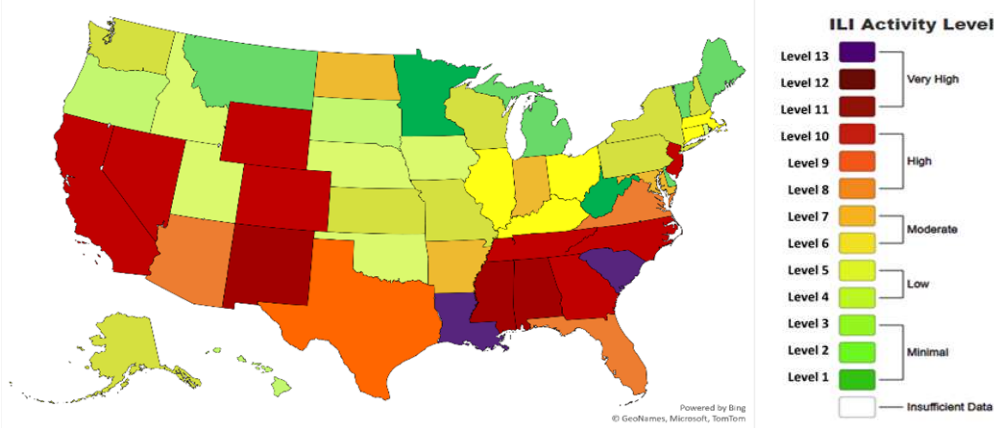 ILI Activity Level
Level 13
Level 12
Very High
Level 11
Level 10
Level 9
High
Level 8
Level 7
Moderate
Level 6
Level 5
Low
Level 4
Level 3
Level 2
Minimal
Level 1
Insufficient Data
Powered by Bing
© GeoNames, Microsoft, TomTom